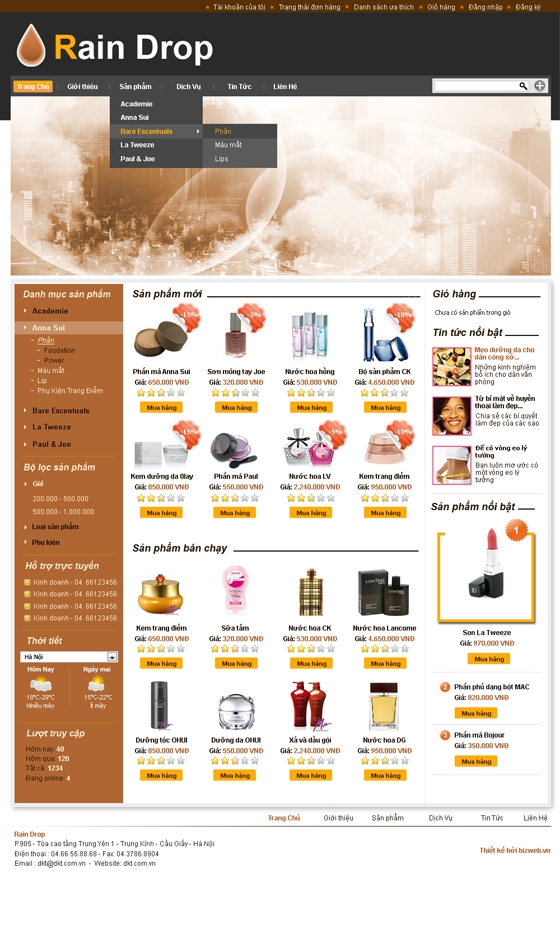 Tài khoản của tôi Trạng thái đơn hàng Danh sách ưa thích Giỏ hàng Đăng nhập Đăng ký
Rain Drop
Trang Chủ Giới thiệu Sản phẩm Dịch Vụ Tin Tức Liên Hệ
Academie
Anna Sui
Bare Escentuals Phấn
La Tweeze Màu mắt
Paul & Joe Lips
Danh mục sản phẩm
Academie
Anna Sui
Phấn
Foudation
Power
Màu mắt
Lip
Phụ Kiện Trang Điểm
Bare Escentuals
La Tweeze
Paul & Joe
Bộ lọc sản phẩm
Giá
200.000 - 500.000
500.000 - 1.000.000
Loại sản phẩm
Phu kiên
Hỗ trợ trực tuyến
Kinh doanh - 04. 66123456
Kinh doanh - 04. 66123456
Kinh doanh - 04. 66123456
Kinh doanh - 04. 66123456
Thời tiết
Hà Nội
Hôm Nay Ngày mai
18°C-29°C 15°C-22°C
Nhiều mây Ít mây
Lượt truy cập
Hôm nay: 40
Hôm qua: 120
Tất cả: 1234
Đang online: 4
Sản phẩm mới
-15% -5% -15%
Phấn má Anna Sui Sơn móng tay Joe Nước hoa hồng Bộ sản phẩm CK
Giá: 650.000 VNĐ Giá: 320.000 VNĐ Giá: 530.000 VNĐ Giá: 4.650.000 VNĐ
Mua hàng Mua hàng Mua hàng Mua hàng
-15% -5% -10%
Kem dưỡng da Olay Phấn má Paul Nước hoa LV Kem trang điểm
Giá: 850.000 VNĐ Giá: 550.000 VNĐ Giá: 2.240.000 VNĐ Giá: 950.000 VNĐ
Mua hàng Mua hàng Mua hàng Mua hàng
Sản phẩm bán chạy
LANCOME
Kem trang điểm Sữa tắm Nước hoa CK Nước hoa Lancome
Giá: 650.000 VNĐ Giá: 320.000 VNĐ Giá: 530.000 VNĐ Giá: 4.650.000 VNĐ
Mua hàng Mua hàng Mua hàng Mua hàng
Dưỡng tóc OHUI Dưỡng da OHUI Xả và dầu gội Nước hoa DG
Giá: 850.000 VNĐ Giá: 550.000 VNĐ Giá: 2.240.000 VNĐ Giá: 950.000 VNĐ
Mua hàng Mua hàng Mua hàng Mua hàng
Giỏ hàng
Chưa có sản phẩm trong giỏ
Tin tức nổi bật
Mẹo dưỡng da cho
dân công sở...
Những kinh nghiệm
bổ ích cho dân văn
phòng
Từ bí mật về huyền
thoại làm đẹp...
Chia sẻ các bí quyết
làm đẹp của các sao
Để có vòng eo lý
tưởng
Bạn luôn mơ ước có
một vòng eo lý
tưởng
Sản phẩm nổi bật
1
Son La Tweeze
Giá: 970.000 VNĐ
Mua hàng
2 Phấn phủ dạng bột MAC
Giá: 820.000 VNĐ
Mua hàng
3 Phấn má Bojour
Giá: 350.000 VNĐ
Mua hàng
Trang Chủ Giới thiệu Sản phẩm Dịch Vụ Tin Tức Liên Hệ
Rain Drop
P.905 - Tòa cao tầng Trung Yên 1 - Trung Kính - Cầu Giấy - Hà Nội
Điện thoại : 04.66.55.88.68 - Fax: 04.3786.8904
Email : dkt@dkt.com.vn - Website: dkt.com.vn
Thiết kế bởi bizweb.vn